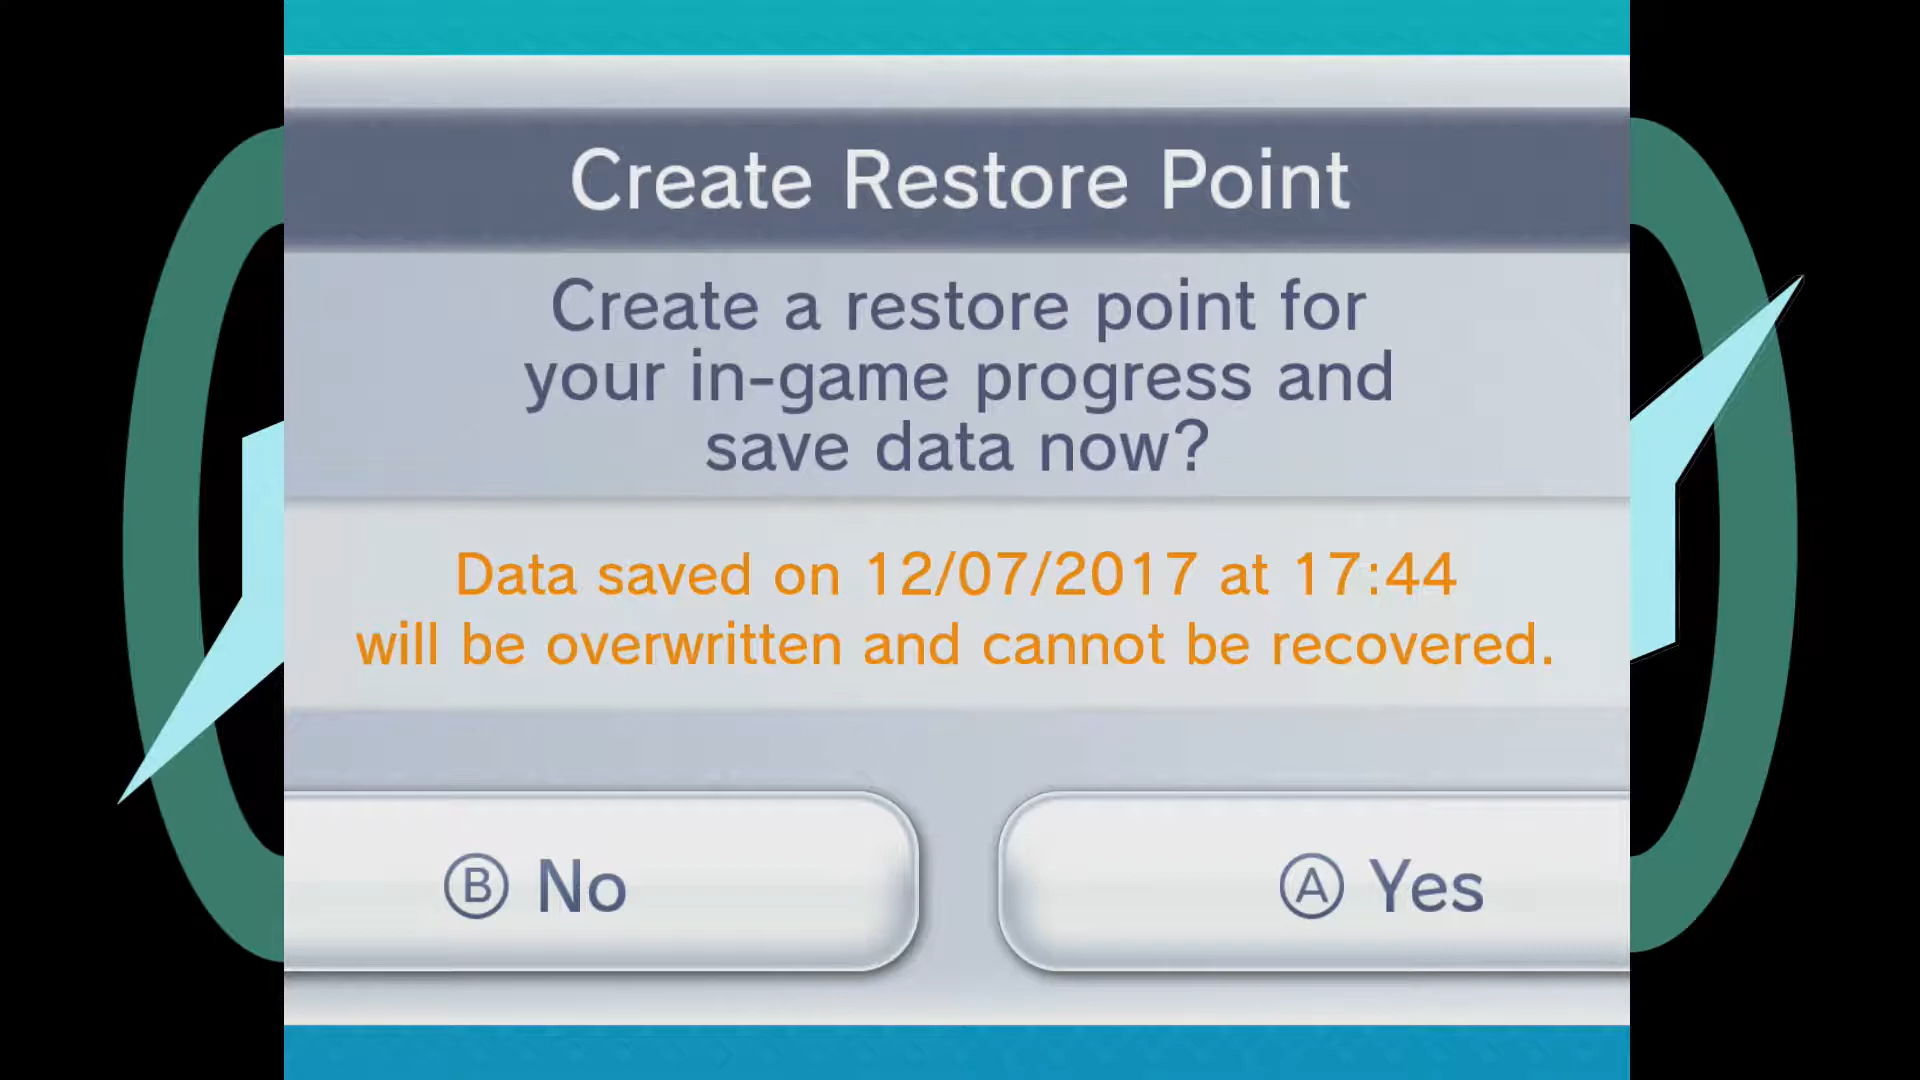 Create Restore Point
Create a restore point for
your in-game progress and
save data now?
Data saved on 12/07/2017 at 17:44
will be overwritten and cannot be recovered.
Ⓑ No
Ⓐ Yes